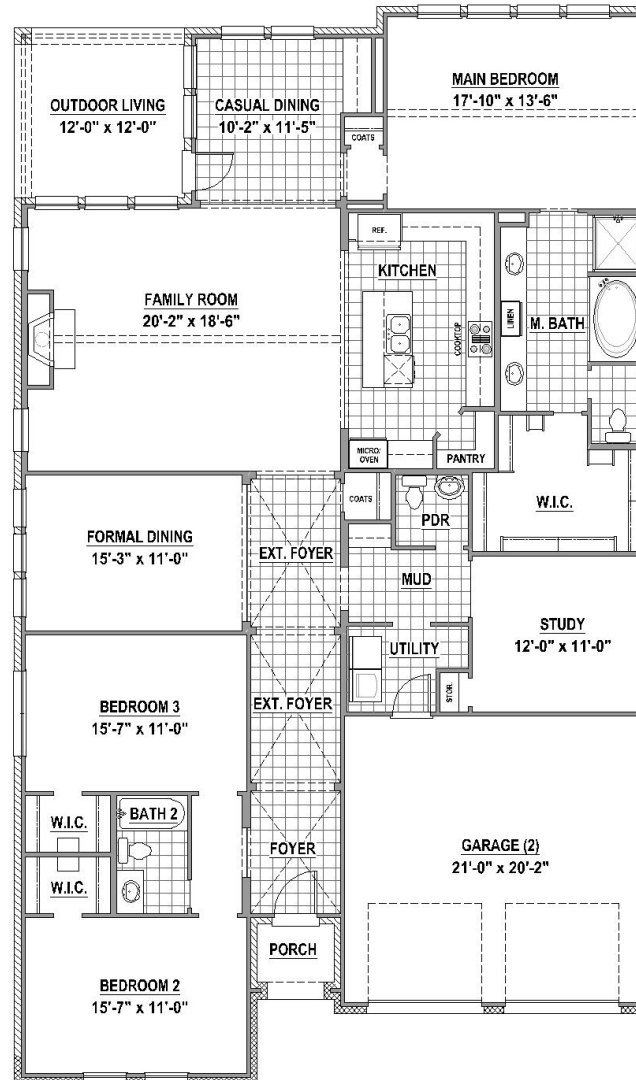 MAIN BEDROOM
17'-10" x 13'-6"
OUTDOOR LIVING
12'-0" x 12'-0"
CASUAL DINING
10'-2" x 11'-5"
COATS
REF.
KITCHEN
FAMILY ROOM
20'-2" x 18'-6"
COOKTOP
LINEN
M. BATH
MICRO/
OVEN
PANTRY
COATS
PDR
W.I.C.
FORMAL DINING
15'-3" x 11'-0"
EXT. FOYER
MUD
STUDY
12'-0" x 11'-0"
UTILITY
STOR.
BEDROOM 3
15'-7" x 11'-0"
EXT. FOYER
W.I.C.
BATH 2
FOYER
GARAGE (2)
21'-0" x 20'-2"
W.I.C.
PORCH
BEDROOM 2
15'-7" x 11'-0"